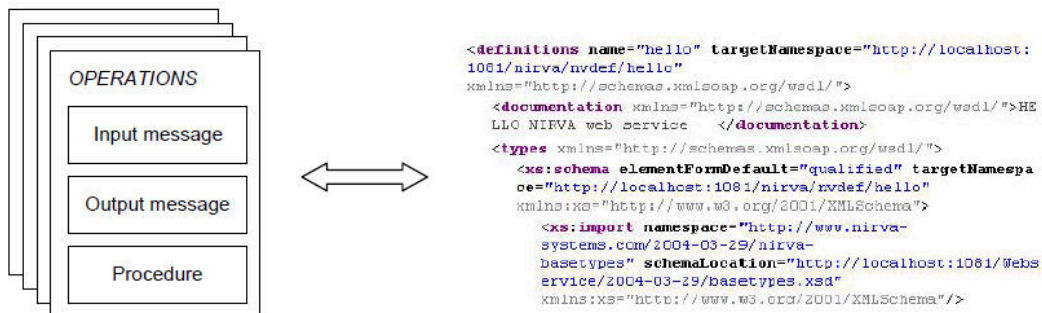 OPERATIONS
Input message
Output message
Procedure
<definitions name="hello" targetNamespace="http://localhost:
1081/nirva/nvdef/hello"
xmlns="http://schemas.xmlsoap.org/wsdl/">
<documentation xmlns="http://schemas.xmlsoap.org/wsdl/">HE
LLO NIRVA web service </documentation>
<types xmlns="http://schemas.xmlsoap.org/wsdl/">
<xs:schema elementFormDefault="qualified" targetNamespa
ce="http://localhost:1081/nirva/nvdef/hello"
xmlns:xs="http://www.w3.org/2001/XMLSchema">
<xs:import namespace="http://www.nirva-
systems.com/2004-03-29/nirva-
basetypes" schemaLocation="http://localhost:1081/Webs
ervice/2004-03-29/basetypes.xsd"
xmlns:xs="http://www.w3.org/2001/XMLSchema"/>